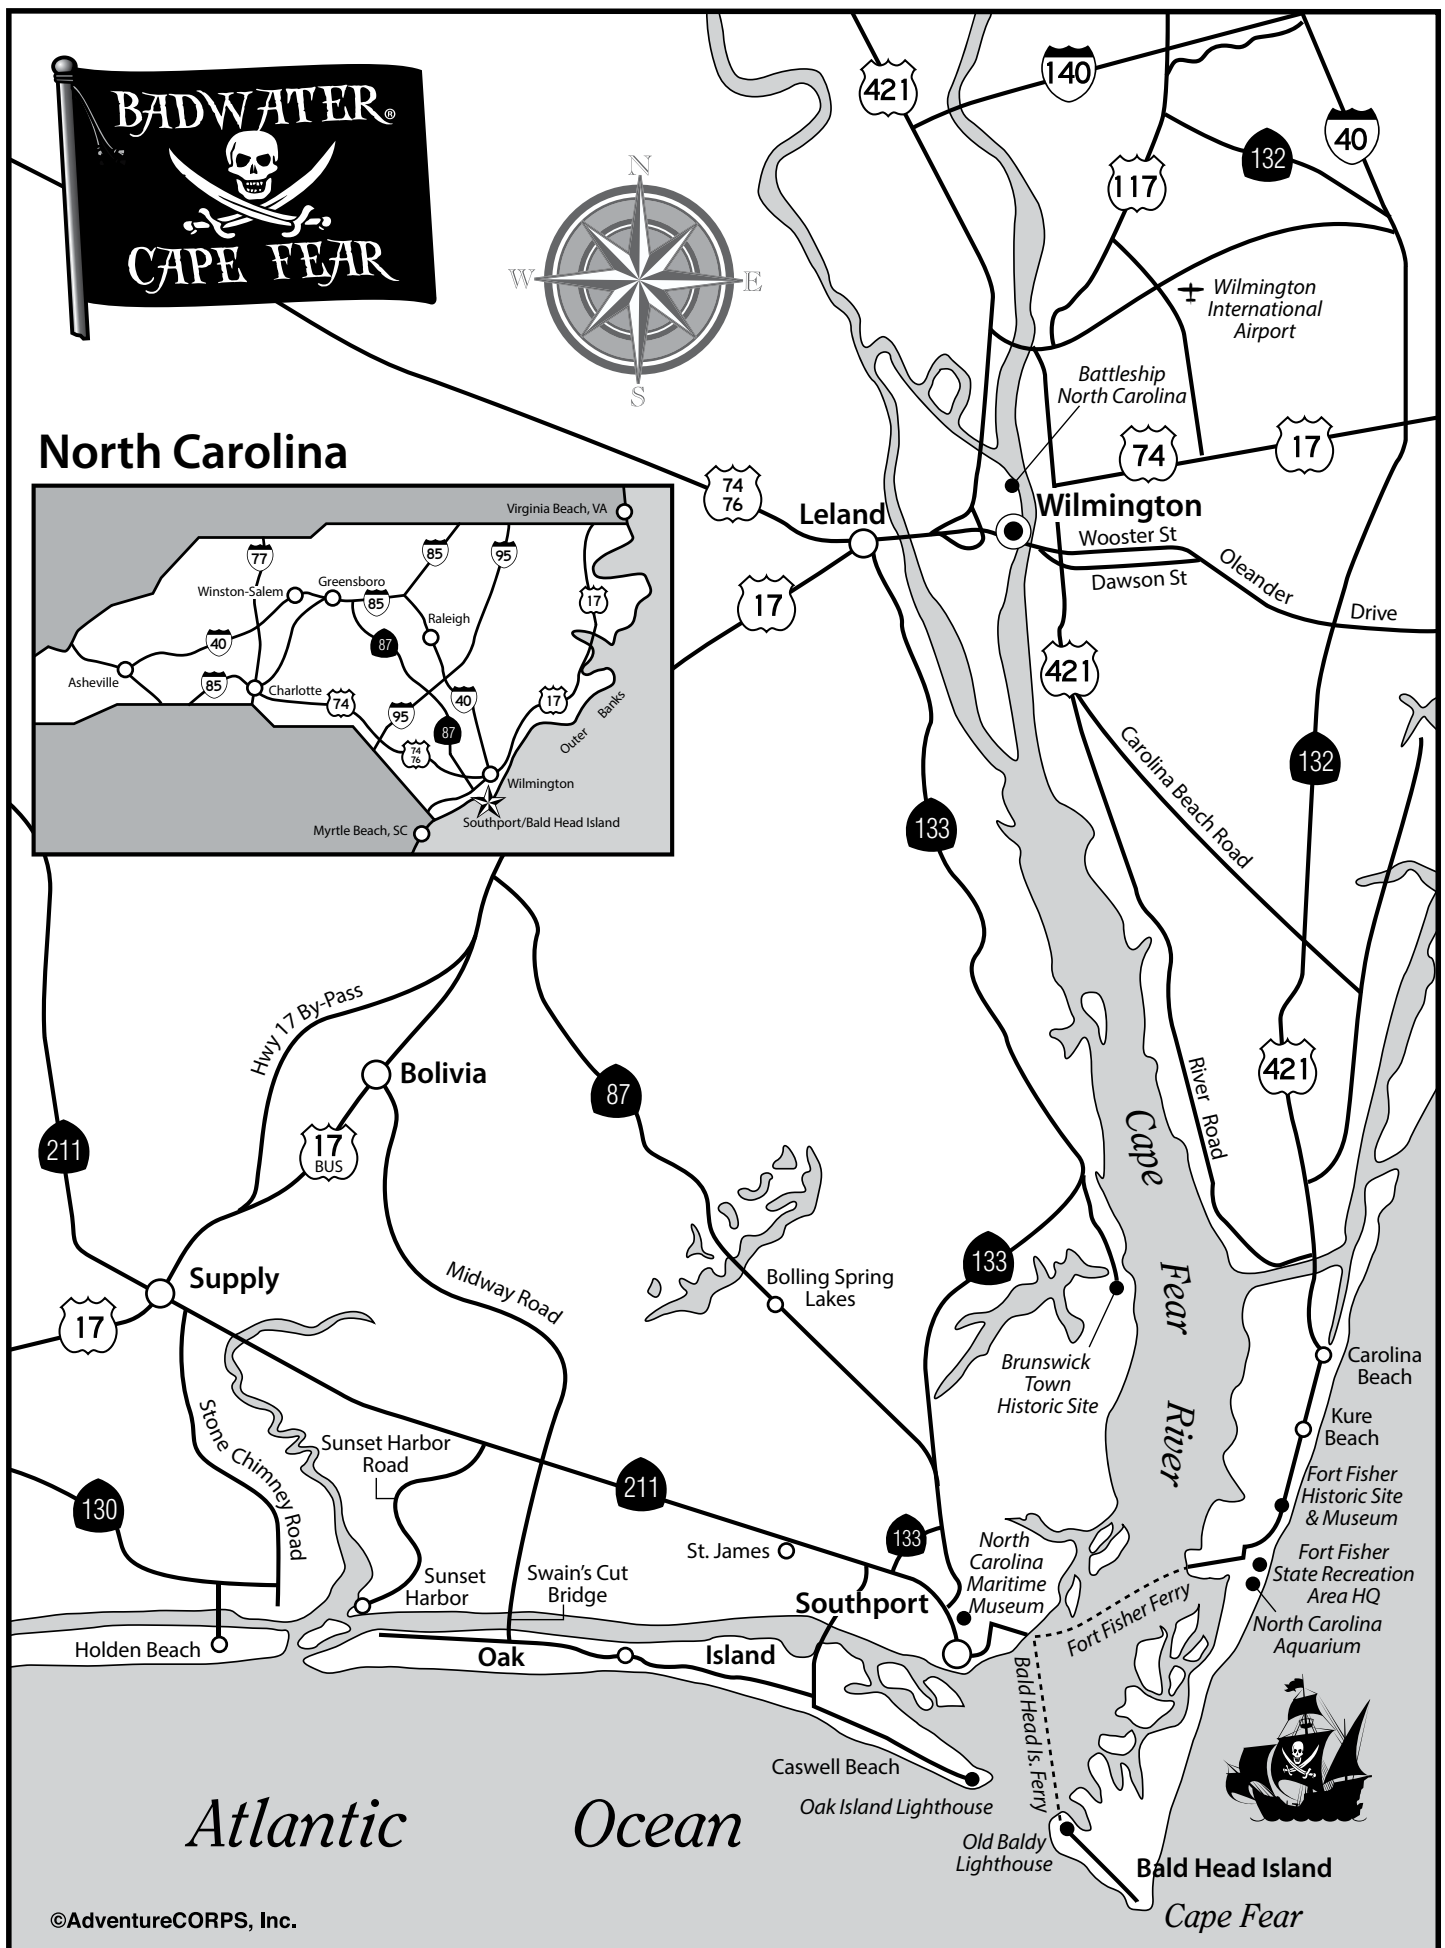 BADWATER®
CAPE FEAR
N
W
E
S
421
140
40
132
117
Wilmington
International
Airport
Battleship
North Carolina
74
17
74
76
Leland
Wilmington
Wooster St
Dawson St
Oleander
Drive
17
421
133
132
Carolina Beach Road
North Carolina
Virginia Beach, VA
77
85
95
Winston-Salem
Greensboro
85
17
Raleigh
87
40
Asheville
85
Charlotte
74
95
40
17
Outer Banks
87
74
76
Wilmington
Southport/Bald Head Island
Myrtle Beach, SC
Hwy 17 By-Pass
Bolivia
87
421
River Road
211
17
BUS
Cape
Fear
River
Supply
17
Midway Road
Bolling Spring
Lakes
133
Brunswick
Town
Historic Site
Carolina
Beach
Kure
Beach
Stone Chimney Road
Sunset Harbor
Road
130
211
Fort Fisher
Historic Site
& Museum
St. James
133
North
Carolina
Maritime
Museum
Fort Fisher
State Recreation
Area HQ
Sunset
Harbor
Swain's Cut
Bridge
Southport
Fort Fisher Ferry
North Carolina
Aquarium
Holden Beach
Oak
Island
Bald Head Is. Ferry
Caswell Beach
Oak Island Lighthouse
Atlantic
Ocean
Old Baldy
Lighthouse
Bald Head Island
Cape Fear
©AdventureCORPS, Inc.